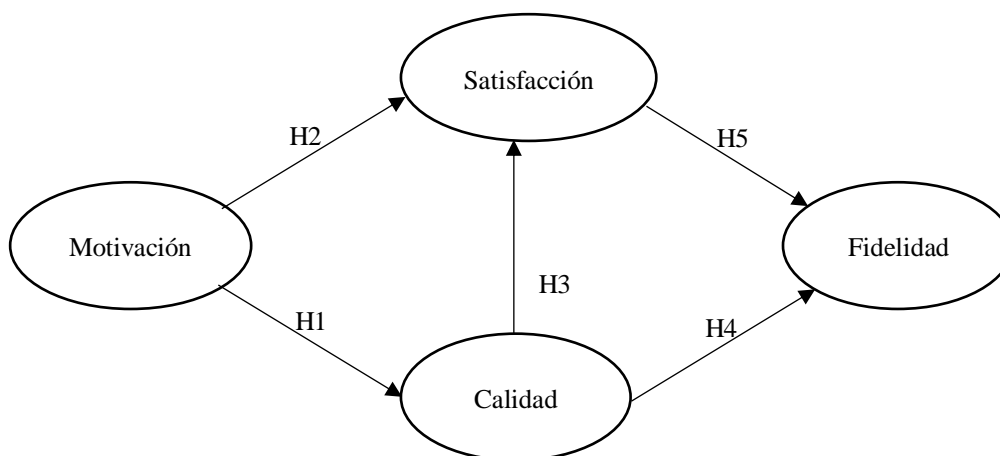 Satisfacción
H2
H5
Motivación
Fidelidad
H3
H1
H4
Calidad